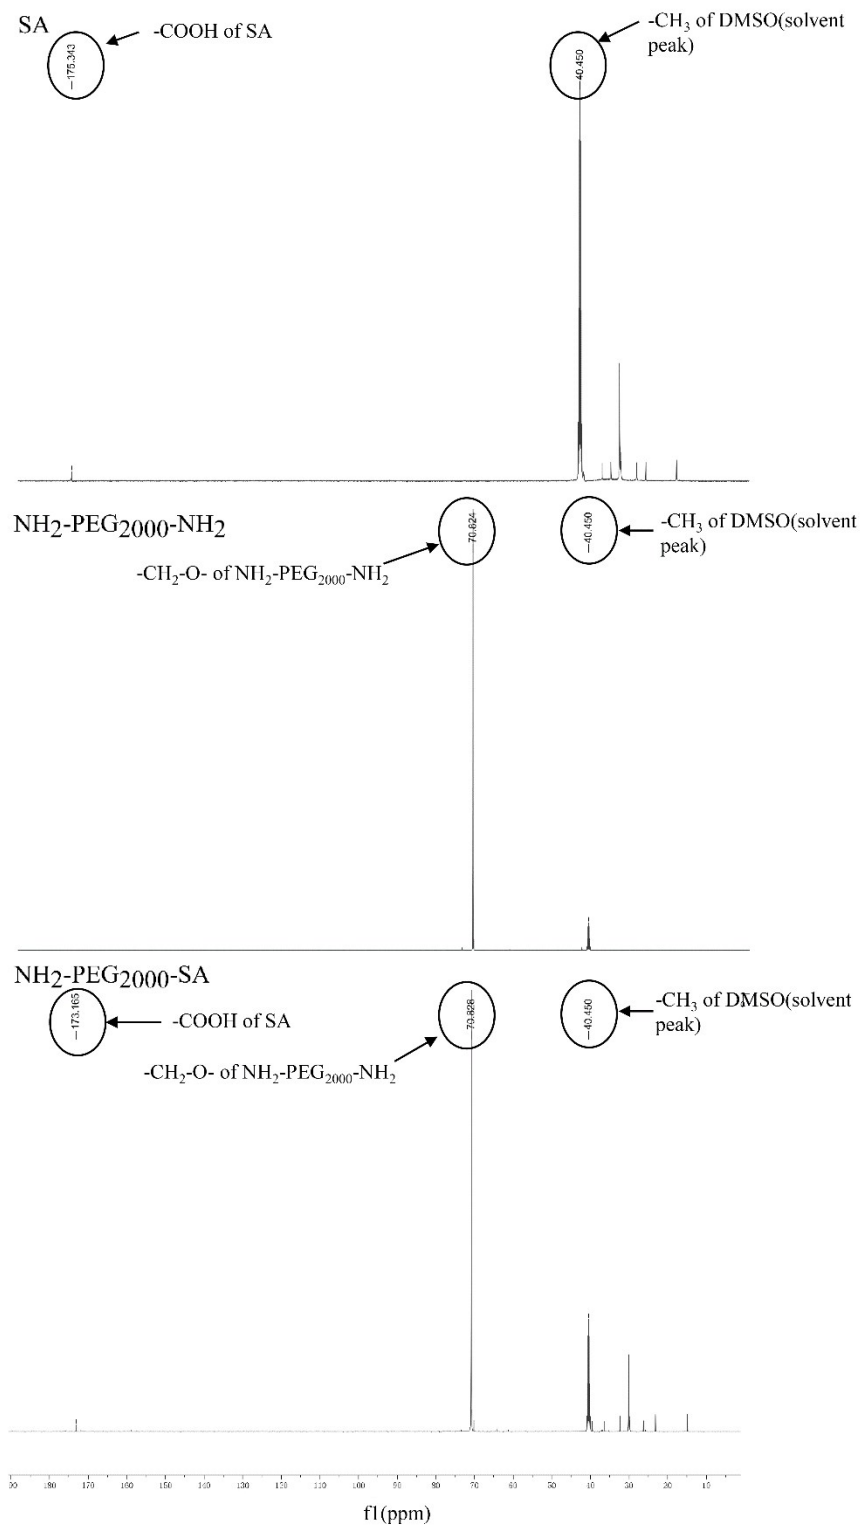 SA
-COOH of SA
-CH3 of DMSO(solvent
peak)
—175.343
40.450
NH2-PEG2000-NH2
70.624
—40.450
-CH3 of DMSO(solvent
peak)
-CH2-O- of NH2-PEG2000-NH2
NH2-PEG2000-SA
—173.165
-COOH of SA
70.628
—40.450
-CH3 of DMSO(solvent
peak)
-CH2-O- of NH2-PEG2000-NH2
90 180 170 160 150 140 130 120 110 100 90 80 70 60 50 40 30 20 10
f1(ppm)